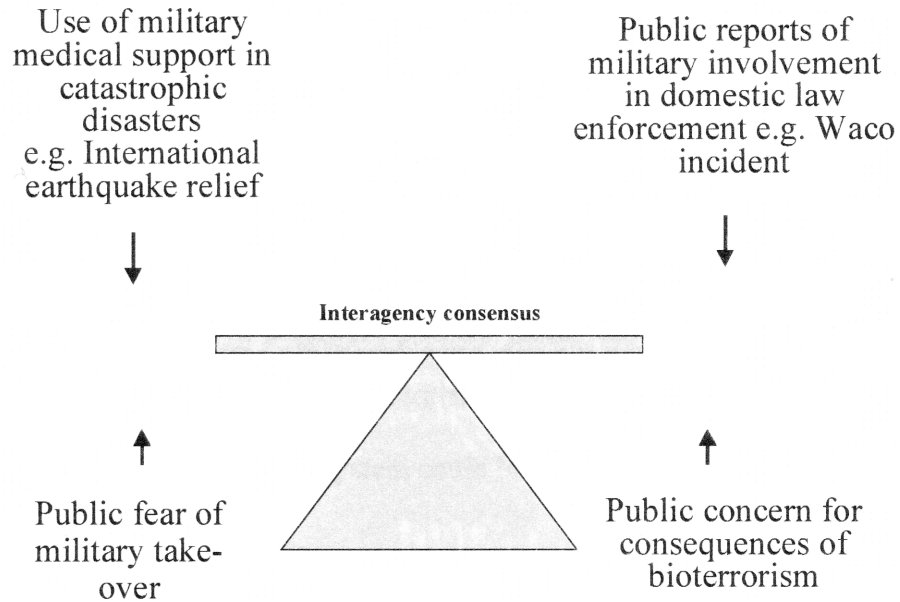 Use of military
medical support in
catastrophic
disasters
e.g. International
earthquake relief
Public reports of
military involvement
in domestic law
enforcement e.g. Waco
incident
Interagency consensus
Public fear of
military take-
over
Public concern for
consequences of
bioterrorism